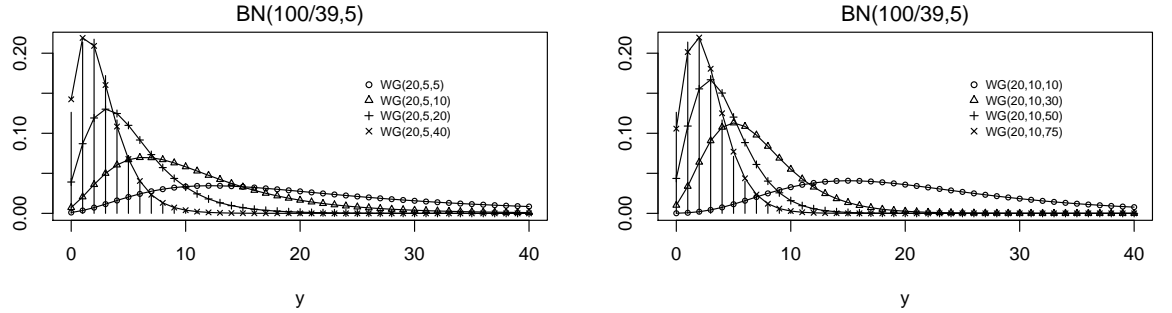 BN(100/39,5)
0.00 0.10 0.20
WG(20,5,5)
WG(20,5,10)
WG(20,5,20)
WG(20,5,40)
0 10 20 30 40
y
BN(100/39,5)
0.00 0.10 0.20
WG(20,10,10)
WG(20,10,30)
WG(20,10,50)
WG(20,10,75)
0 10 20 30 40
y